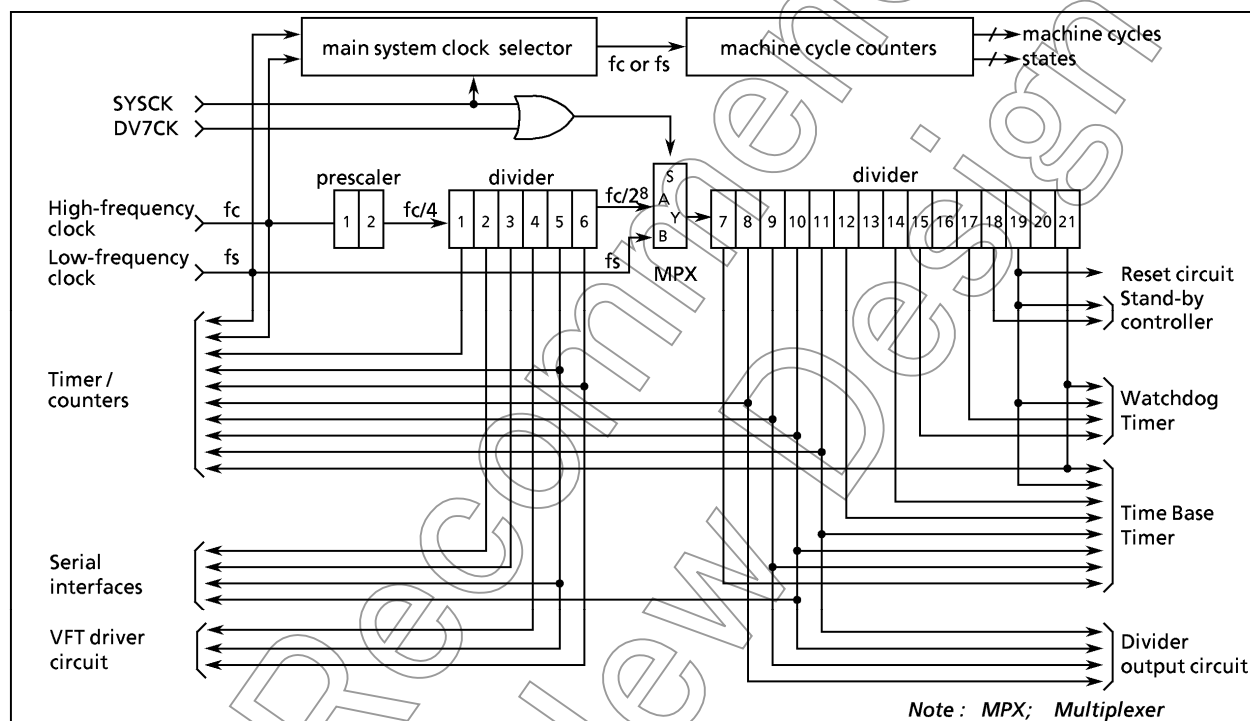 main system clock selector
fc or fs
machine cycle counters
machine cycles
states
SYSCK
DV7CK
prescaler
divider
fc/2⁸
S
A
Y
B
MPX
divider
High-frequency
clock
fc
1 2
fc/4
1 2 3 4 5 6
7 8 9 10 11 12 13 14 15 16 17 18 19 20 21
Low-frequency
clock
fs
fs
Reset circuit
Stand-by
controller
Timer /
counters
Watchdog
Timer
Time Base
Timer
Serial
interfaces
VFT driver
circuit
Divider
output circuit
Note : MPX; Multiplexer
Recommen
ew Design